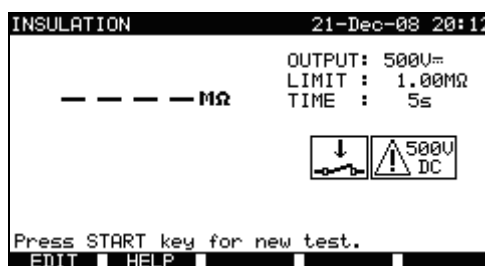 INSULATION 21-Dec-08 20:12
OUTPUT: 500V
LIMIT : 1.00MΩ
TIME : 5s
– – – – MΩ
500V
DC
Press START key for new test.
EDIT HELP